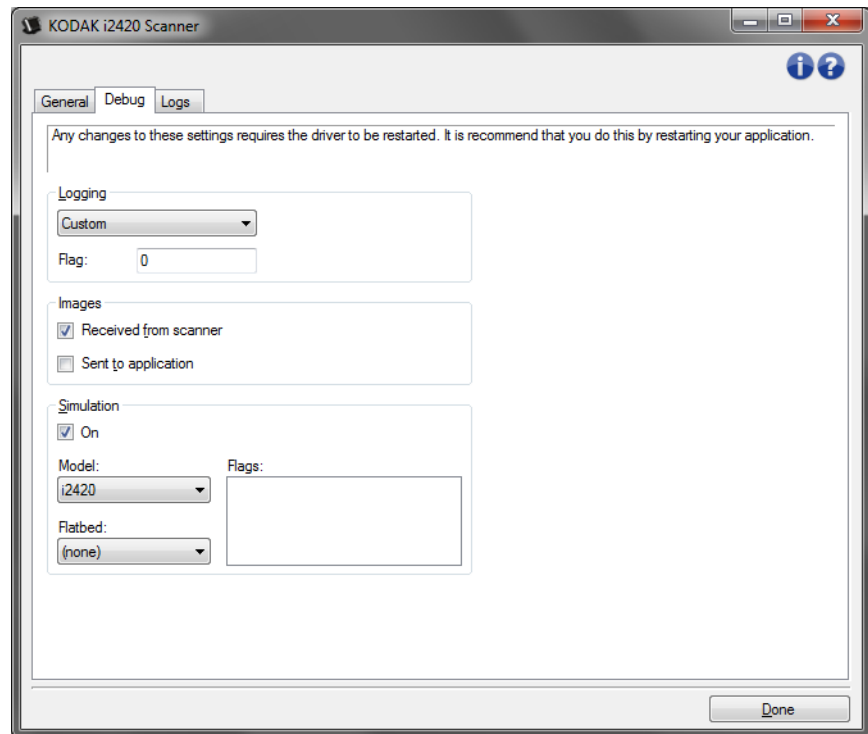 KODAK i2420 Scanner
General Debug Logs
Any changes to these settings requires the driver to be restarted. It is recommend that you do this by restarting your application.
Logging
Custom
Flag: 0
Images
Received from scanner
Sent to application
Simulation
On
Model: Flags:
i2420
Flatbed:
(none)
Done